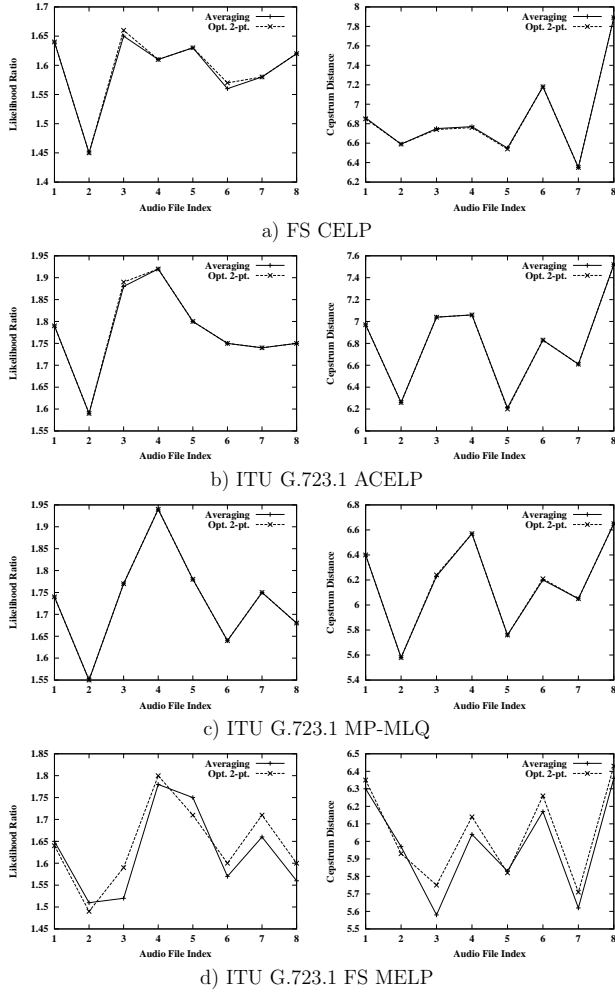 1.7
1.65
1.6
1.55
1.5
1.45
1.4
Likelihood Ratio
Averaging
Opt. 2-pt.
1 2 3 4 5 6 7 8
Audio File Index
8
7.8
7.6
7.4
7.2
7
6.8
6.6
6.4
6.2
Cepstrum Distance
Averaging
Opt. 2-pt.
1 2 3 4 5 6 7 8
Audio File Index
a) FS CELP
1.95
1.9
1.85
1.8
1.75
1.7
1.65
1.6
1.55
Likelihood Ratio
Averaging
Opt. 2-pt.
1 2 3 4 5 6 7 8
Audio File Index
7.6
7.4
7.2
7
6.8
6.6
6.4
6.2
6
Cepstrum Distance
Averaging
Opt. 2-pt.
1 2 3 4 5 6 7 8
Audio File Index
b) ITU G.723.1 ACELP
1.95
1.9
1.85
1.8
1.75
1.7
1.65
1.6
1.55
Likelihood Ratio
Averaging
Opt. 2-pt.
1 2 3 4 5 6 7 8
Audio File Index
6.8
6.6
6.4
6.2
6
5.8
5.6
5.4
Cepstrum Distance
Averaging
Opt. 2-pt.
1 2 3 4 5 6 7 8
Audio File Index
c) ITU G.723.1 MP-MLQ
1.85
1.8
1.75
1.7
1.65
1.6
1.55
1.5
1.45
Likelihood Ratio
Averaging
Opt. 2-pt.
1 2 3 4 5 6 7 8
Audio File Index
6.5
6.4
6.3
6.2
6.1
6
5.9
5.8
5.7
5.6
5.5
Cepstrum Distance
Averaging
Opt. 2-pt.
1 2 3 4 5 6 7 8
Audio File Index
d) ITU G.723.1 FS MELP